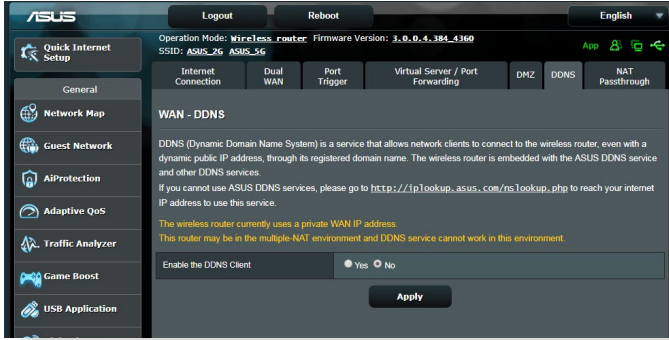 ASUS
Logout
Reboot
English
Operation Mode: Wireless router Firmware Version: 3.0.0.4.384_4360
SSID: ASUS_2G ASUS_5G
App
Quick Internet
Setup
General
Network Map
Guest Network
AiProtection
Adaptive QoS
Traffic Analyzer
Game Boost
USB Application
Internet
Connection
Dual
WAN
Port
Trigger
Virtual Server / Port
Forwarding
DMZ
DDNS
NAT
Passthrough
WAN - DDNS
DDNS (Dynamic Domain Name System) is a service that allows network clients to connect to the wireless router, even with a
dynamic public IP address, through its registered domain name. The wireless router is embedded with the ASUS DDNS service
and other DDNS services.
If you cannot use ASUS DDNS services, please go to http://iplookup.asus.com/nslookup.php to reach your internet
IP address to use this service.
The wireless router currently uses a private WAN IP
address.
This router may be in the multiple-NAT environment and DDNS service cannot work in this environment.
Enable the DDNS Client
Yes
No
Apply